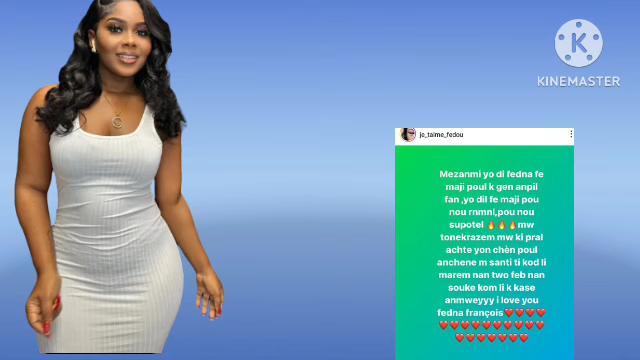 KINEMASTER
je_taime_fedou
Mezanmi yo di fedna fe
maji poul k gen anpil
fan ,yo dil fe maji pou
nou rnmnl,pou nou
supotel 🔥🔥🔥mw
tonekrazem mw ki pral
achte yon chèn poul
anchene m santi ti kod li
marem nan two feb nan
souke kom li k kase
anmweyyy i love you
fedna françois❤️❤️❤️❤️
❤️❤️❤️❤️❤️❤️❤️❤️❤️❤️
❤️❤️❤️❤️❤️❤️❤️